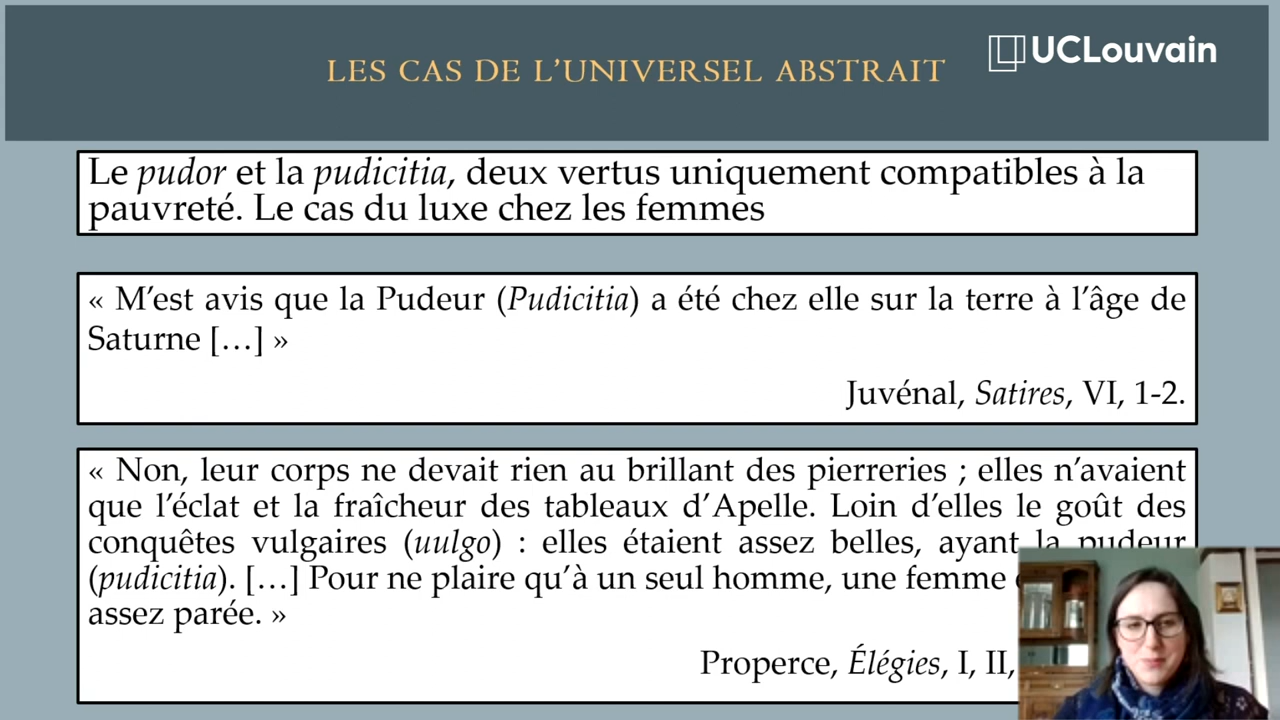 LES CAS DE L'UNIVERSEL ABSTRAIT
UCLouvain
Le pudor et la pudicitia, deux vertus uniquement compatibles à la
pauvreté. Le cas du luxe chez les femmes
« M'est avis que la Pudeur (Pudicitia) a été chez elle sur la terre à l'âge de
Saturne […] »
Juvénal, Satires, VI, 1-2.
« Non, leur corps ne devait rien au brillant des pierreries ; elles n'avaient
que l'éclat et la fraîcheur des tableaux d'Apelle. Loin d'elles le goût des
conquêtes vulgaires (uulgo) : elles étaient assez belles, ayant la pudeur
(pudicitia). […] Pour ne plaire qu'à un seul homme, une femme
assez parée. »
Properce, Élégies, I, II,